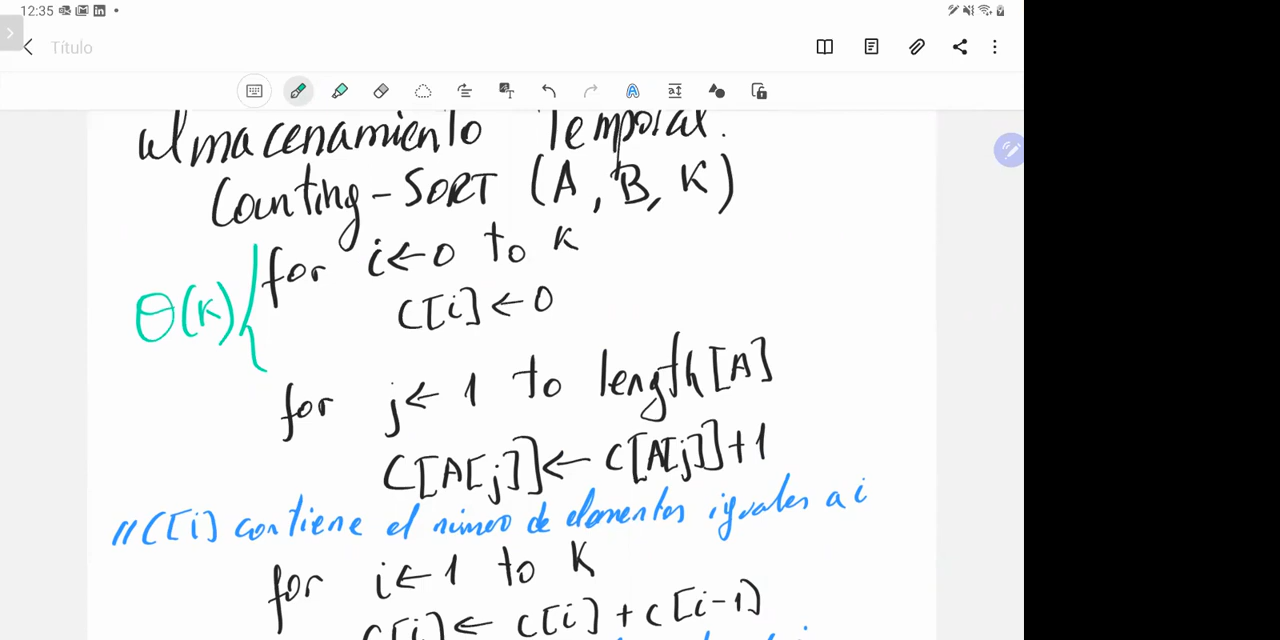 12:35
Título
almacenamiento Temporal.
Counting-SORT (A, B, K)
for i←0 to K
C[i]←0
Θ(K)
for j←1 to length[A]
C[A[j]]←C[A[j]]+1
//C[i] contiene el número de elementos iguales a i
for i←1 to K
C[i]←C[i]+C[i-1]